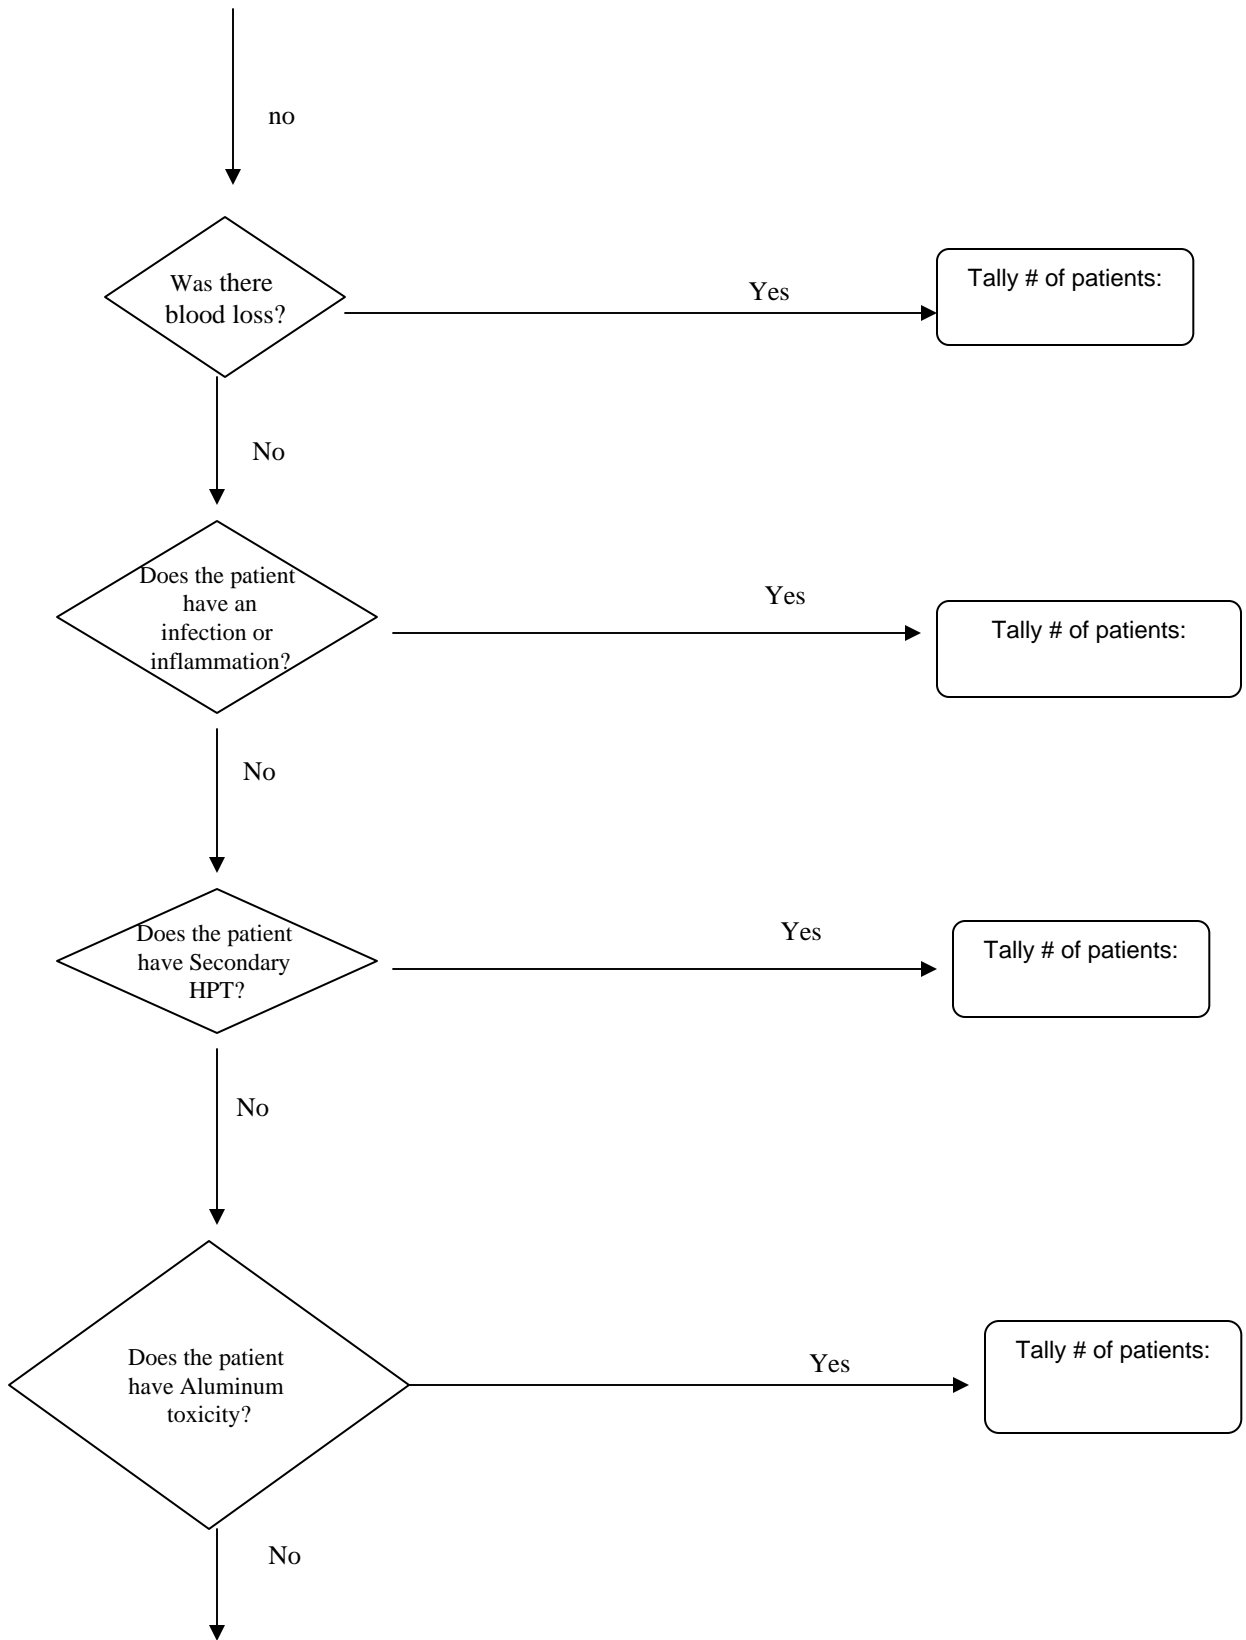 no
Was there
blood loss?
Yes
Tally # of patients:
No
Does the patient
have an
infection or
inflammation?
Yes
Tally # of patients:
No
Does the patient
have Secondary
HPT?
Yes
Tally # of patients:
No
Does the patient
have Aluminum
toxicity?
Yes
Tally # of patients:
No